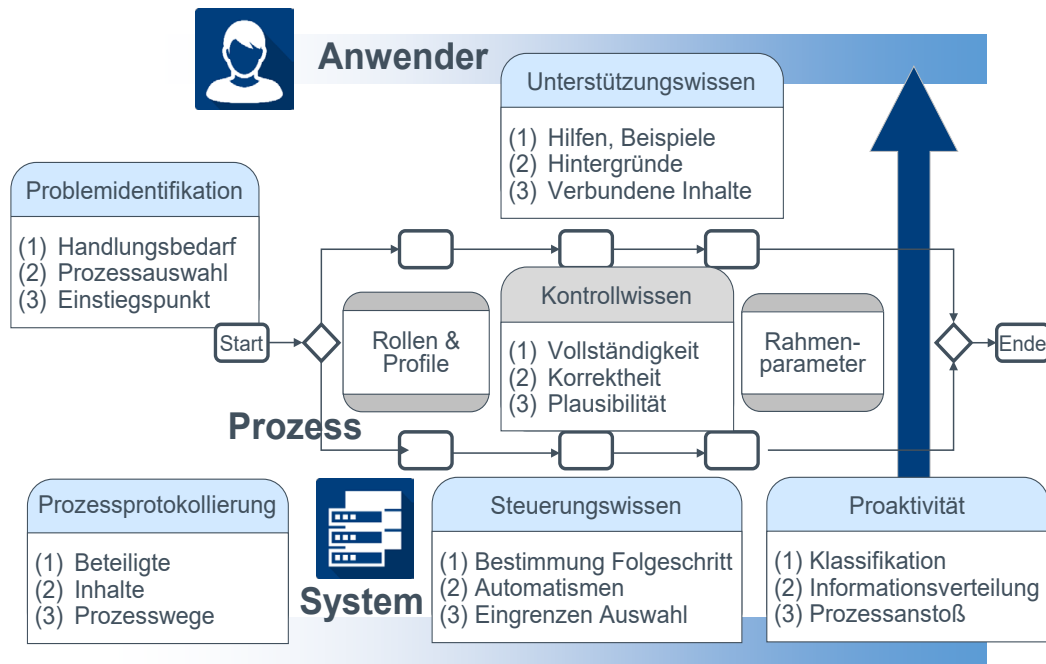 Anwender
Unterstützungswissen
(1) Hilfen, Beispiele
(2) Hintergründe
(3) Verbundene Inhalte
Problemidentifikation
(1) Handlungsbedarf
(2) Prozessauswahl
(3) Einstiegspunkt
Start
Rollen &
Profile
Kontrollwissen
(1) Vollständigkeit
(2) Korrektheit
(3) Plausibilität
Rahmen-
parameter
Ende
Prozess
Prozessprotokollierung
(1) Beteiligte
(2) Inhalte
(3) Prozesswege
System
Steuerungswissen
(1) Bestimmung Folgeschritt
(2) Automatismen
(3) Eingrenzen Auswahl
Proaktivität
(1) Klassifikation
(2) Informationsverteilung
(3) Prozessanstoß